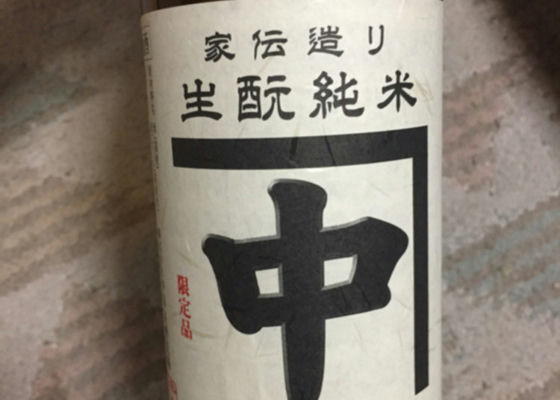 家伝造り
生酛純米
中
限定品